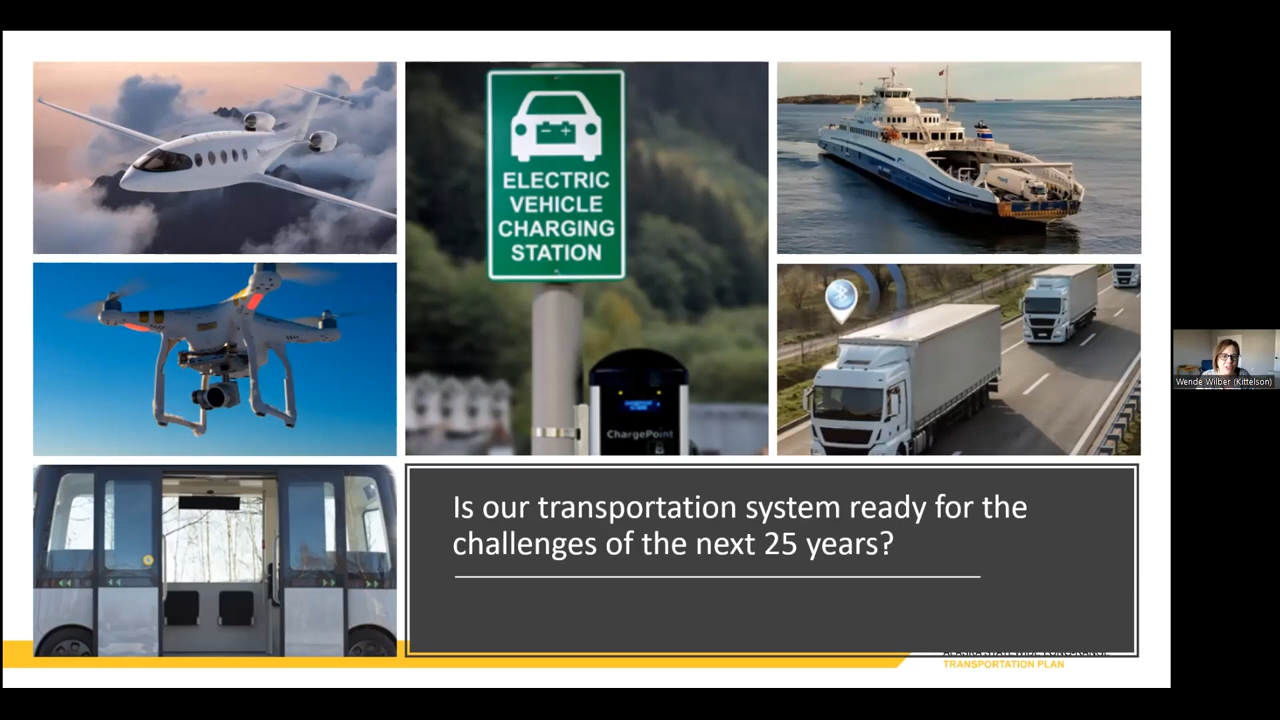 ELECTRIC
VEHICLE
CHARGING
STATION
ChargePoint
Is our transportation system ready for the
challenges of the next 25 years?
TRANSPORTATION PLAN
Wende Wilber (Kittelson)